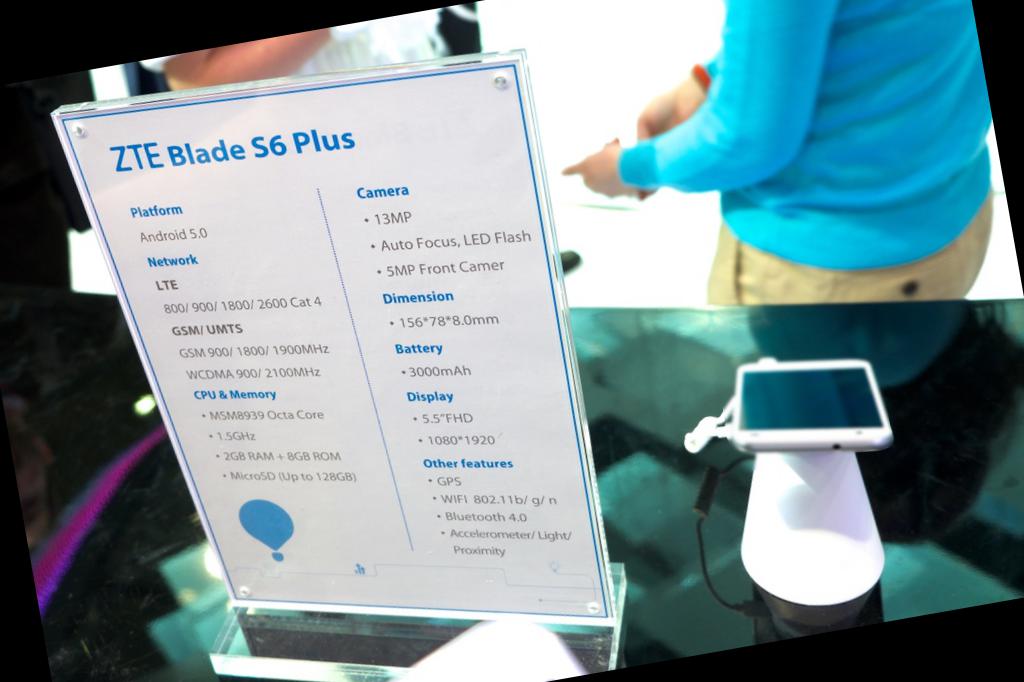 ZTE Blade S6 Plus
Platform
Android 5.0
Network
LTE
800/ 900/ 1800/ 2600 Cat 4
GSM/ UMTS
GSM 900/ 1800/ 1900MHz
WCDMA 900/ 2100MHz
CPU & Memory
• MSM8939 Octa Core
• 1.5GHz
• 2GB RAM + 8GB ROM
• MicroSD (Up to 128GB)
Camera
• 13MP
• Auto Focus, LED Flash
• 5MP Front Camer
Dimension
• 156*78*8.0mm
Battery
• 3000mAh
Display
• 5.5"FHD
• 1080*1920
Other features
• GPS
• WIFI 802.11b/ g/ n
• Bluetooth 4.0
• Accelerometer/ Light/
Proximity